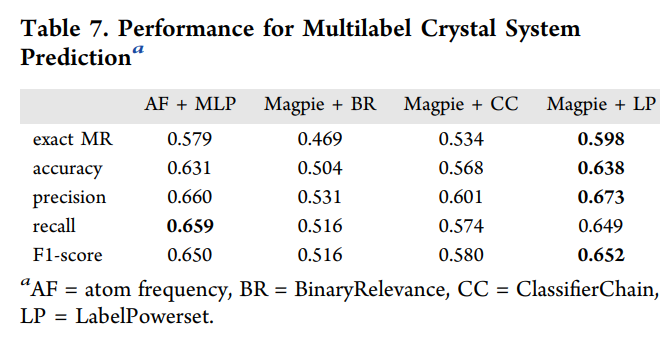 Table 7. Performance for Multilabel Crystal System
Prediction^a
AF + MLP Magpie + BR Magpie + CC Magpie + LP
exact MR 0.579 0.469 0.534 0.598
accuracy 0.631 0.504 0.568 0.638
precision 0.660 0.531 0.601 0.673
recall 0.659 0.516 0.574 0.649
F1-score 0.650 0.516 0.580 0.652
^aAF = atom frequency, BR = BinaryRelevance, CC = ClassifierChain,
LP = LabelPowerset.